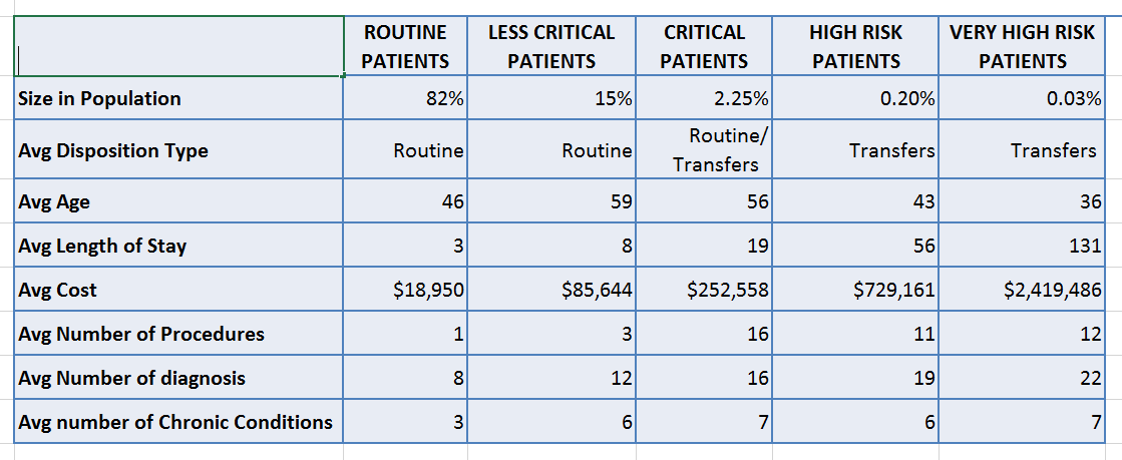 ROUTINE PATIENTS LESS CRITICAL PATIENTS CRITICAL PATIENTS HIGH RISK PATIENTS VERY HIGH RISK PATIENTS
Size in Population 82% 15% 2.25% 0.20% 0.03%
Avg Disposition Type Routine Routine Routine/ Transfers Transfers Transfers
Avg Age 46 59 56 43 36
Avg Length of Stay 3 8 19 56 131
Avg Cost $18,950 $85,644 $252,558 $729,161 $2,419,486
Avg Number of Procedures 1 3 16 11 12
Avg Number of diagnosis 8 12 16 19 22
Avg number of Chronic Conditions 3 6 7 6 7